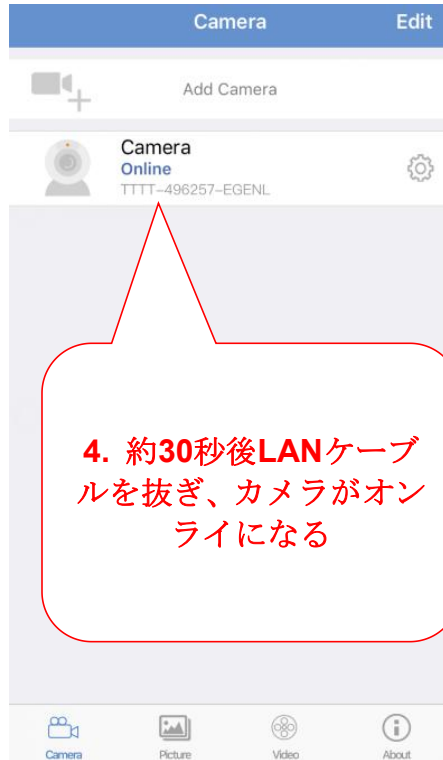 Camera
Edit
Add Camera
Camera
Online
TTTT-496257-EGENL
4. 約30秒後LANケーブ
ルを抜ぎ、カメラがオン
ライになる
Camera
Picture
Video
About